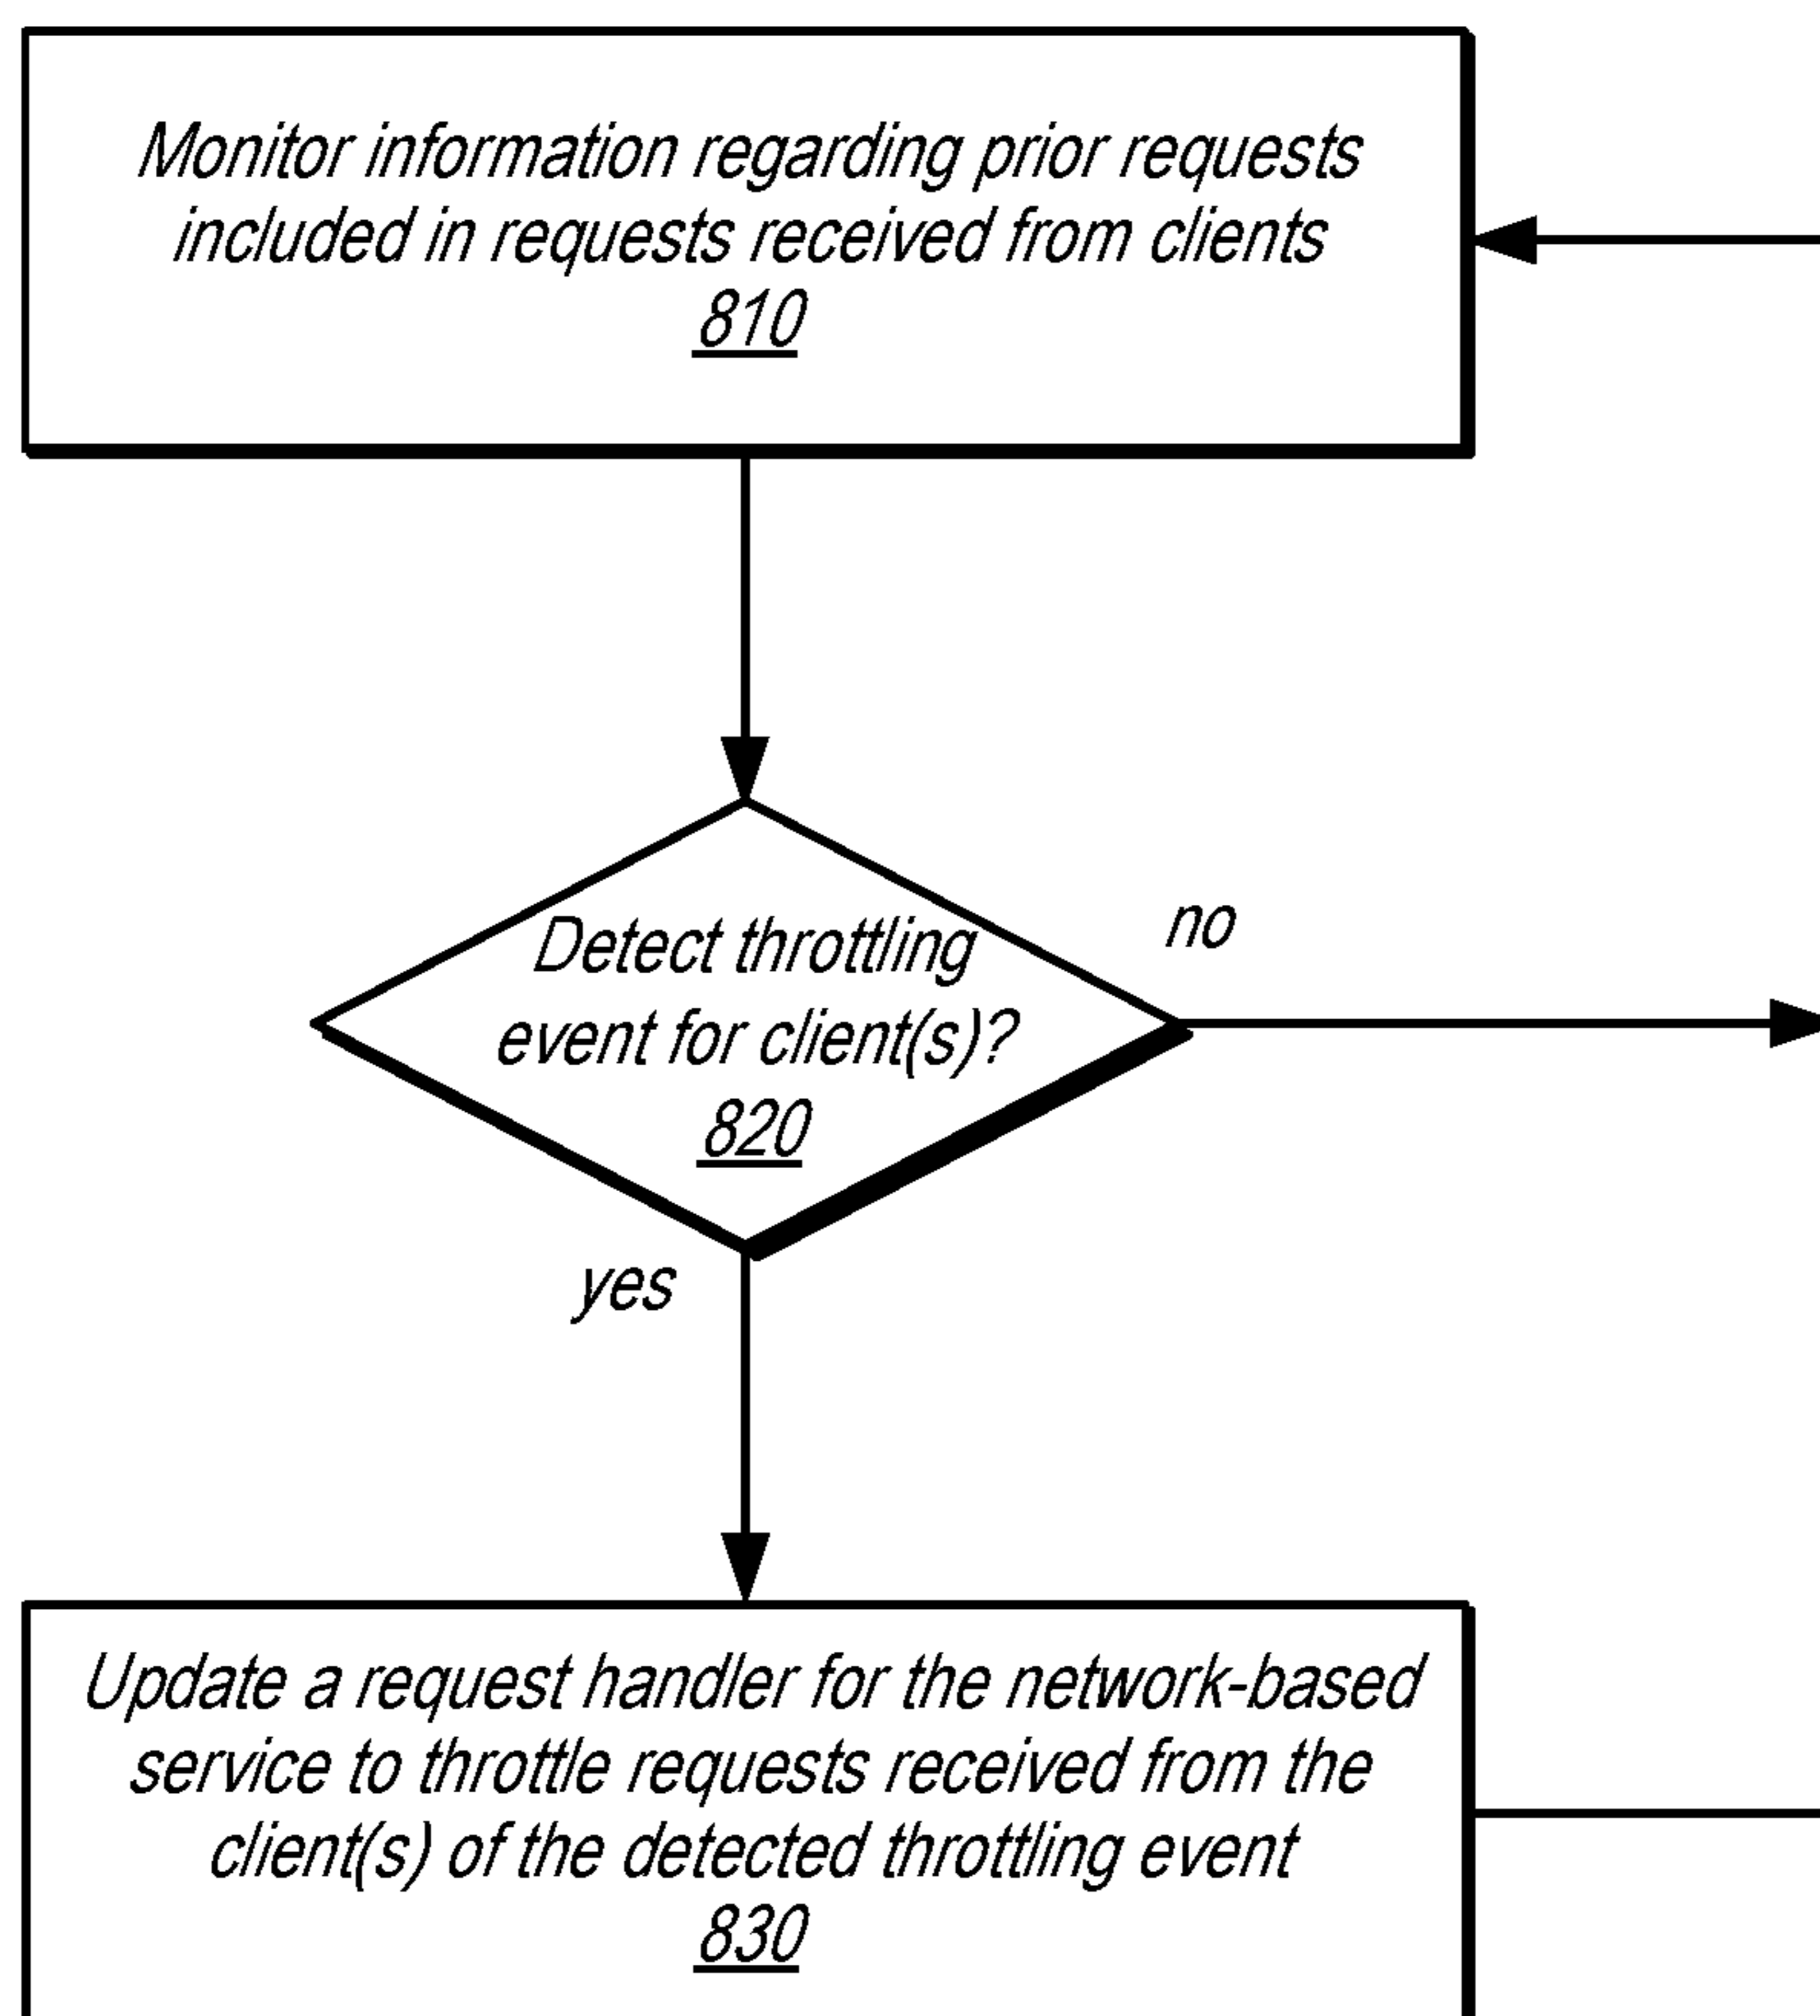 Monitor information regarding prior requests
included in requests received from clients
810
Detect throttling
event for client(s)?
820
no
yes
Update a request handler for the network-based
service to throttle requests received from the
client(s) of the detected throttling event
830